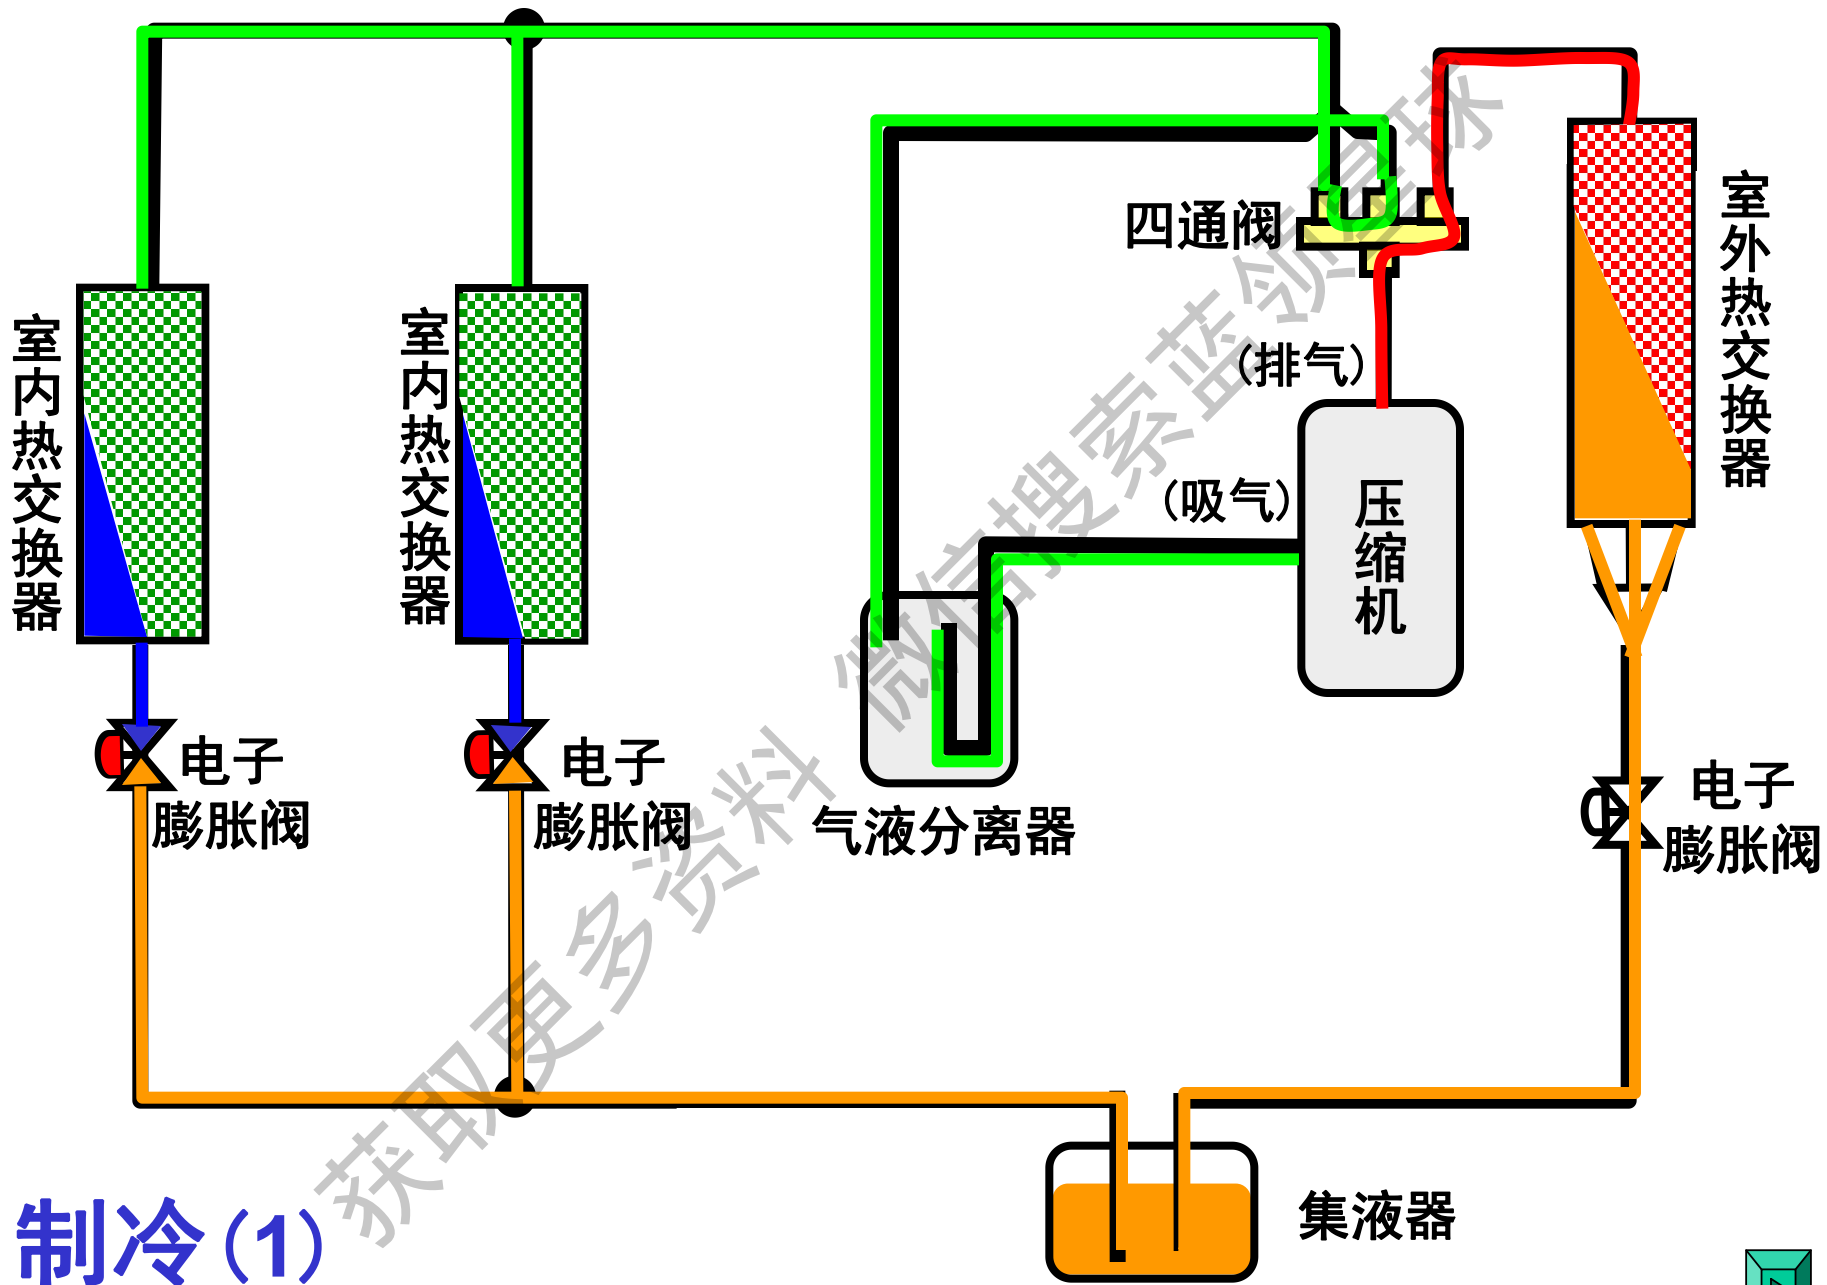 四通阀
室外热交换器
室内热交换器
室内热交换器
(排气)
(吸气)
压缩机
电子
膨胀阀
电子
膨胀阀
气液分离器
电子
膨胀阀
集液器
制冷(1)
获取更多资料 微信搜索蓝领星球